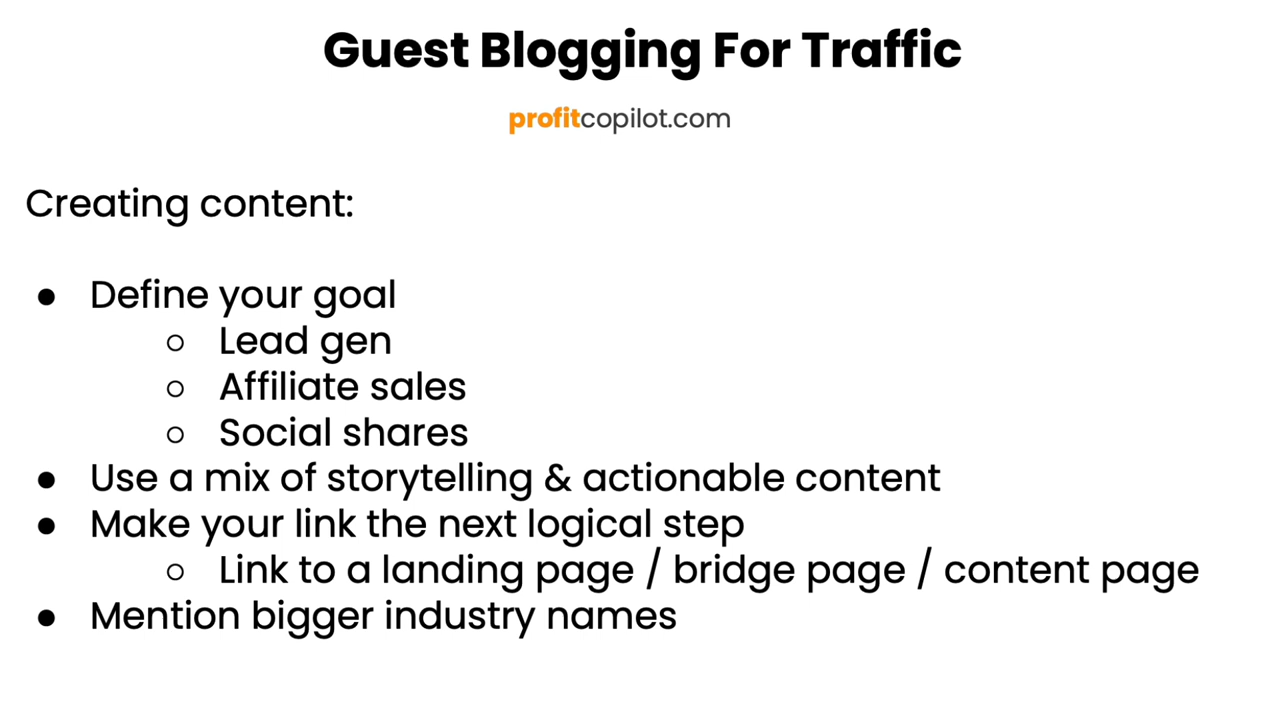 Guest Blogging For Traffic
profitcopilot.com
Creating content:
● Define your goal
○ Lead gen
○ Affiliate sales
○ Social shares
● Use a mix of storytelling & actionable content
● Make your link the next logical step
○ Link to a landing page / bridge page / content page
● Mention bigger industry names